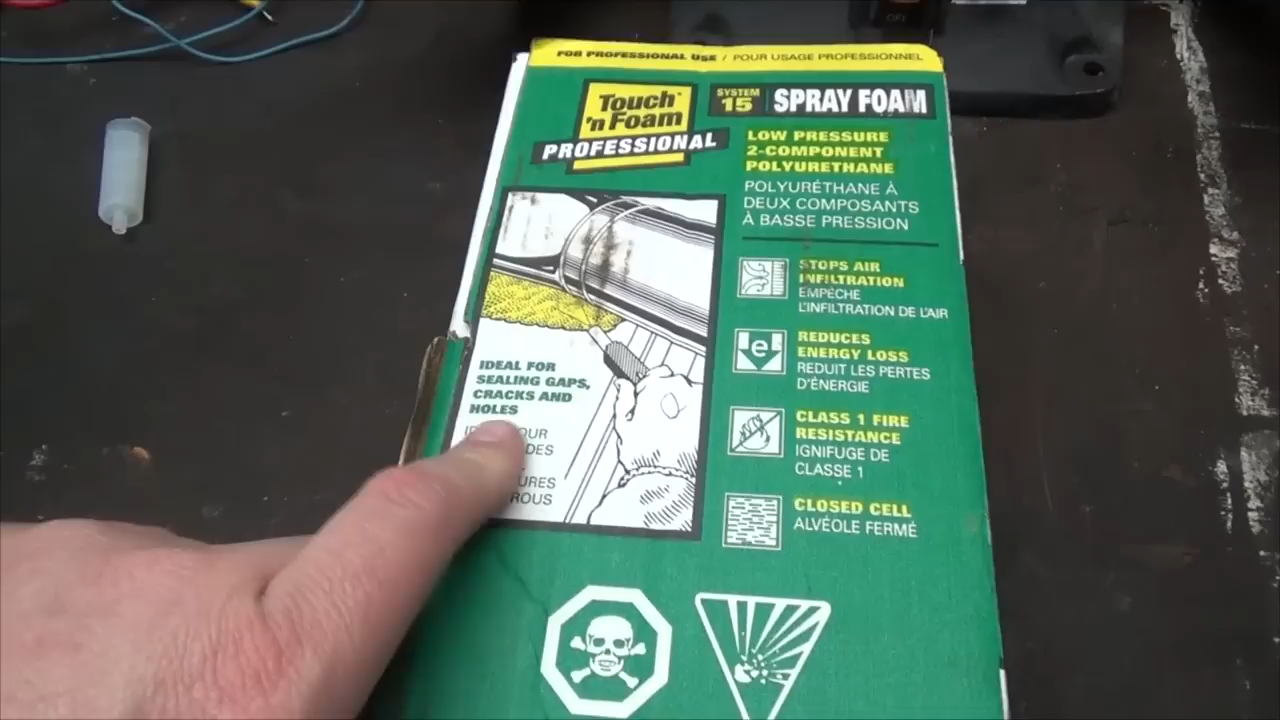 FOR PROFESSIONAL USE / POUR USAGE PROFESSIONNEL
Touch
'n Foam
PROFESSIONAL
SYSTEM
15
SPRAY FOAM
LOW PRESSURE
2-COMPONENT
POLYURETHANE
POLYURÉTHANE À
DEUX COMPOSANTS
À BASSE PRESSION
STOPS AIR
INFILTRATION
EMPÊCHE
L'INFILTRATION DE L'AIR
e
REDUCES
ENERGY LOSS
REDUIT LES PERTES
D'ÉNERGIE
CLASS 1 FIRE
RESISTANCE
IGNIFUGE DE
CLASSE 1
CLOSED CELL
ALVÉOLE FERMÉ
IDEAL FOR
SEALING GAPS,
CRACKS AND
HOLES